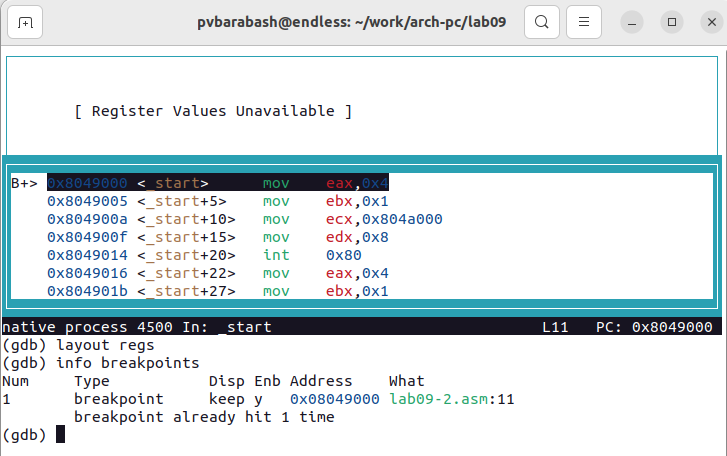 pvbarabash@endless: ~/work/arch-pc/lab09
[ Register Values Unavailable ]
B+> 0x8049000 <_start> mov eax,0x4
0x8049005 <_start+5> mov ebx,0x1
0x804900a <_start+10> mov ecx,0x804a000
0x804900f <_start+15> mov edx,0x8
0x8049014 <_start+20> int 0x80
0x8049016 <_start+22> mov eax,0x4
0x804901b <_start+27> mov ebx,0x1
native process 4500 In: _start L11 PC: 0x8049000
(gdb) layout regs
(gdb) info breakpoints
Num Type Disp Enb Address What
1 breakpoint keep y 0x08049000 lab09-2.asm:11
breakpoint already hit 1 time
(gdb)